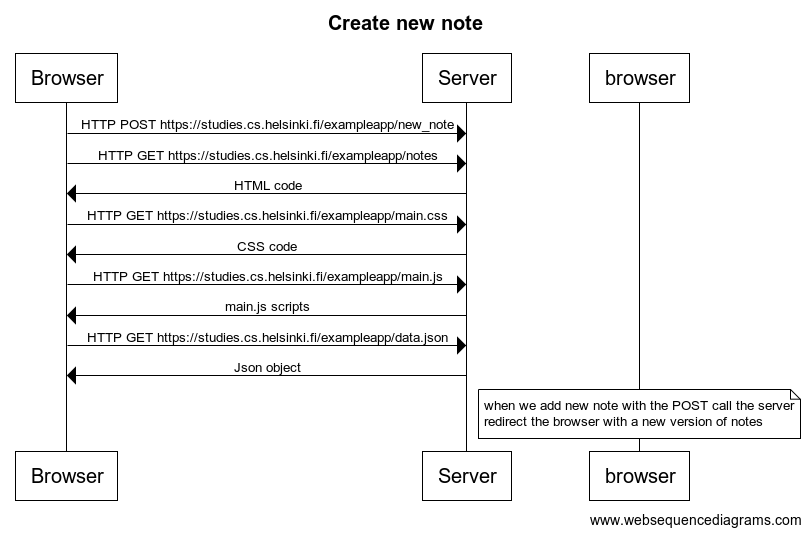 Create new note
Browser
Server
browser
HTTP POST https://studies.cs.helsinki.fi/exampleapp/new_note
HTTP GET https://studies.cs.helsinki.fi/exampleapp/notes
HTML code
HTTP GET https://studies.cs.helsinki.fi/exampleapp/main.css
CSS code
HTTP GET https://studies.cs.helsinki.fi/exampleapp/main.js
main.js scripts
HTTP GET https://studies.cs.helsinki.fi/exampleapp/data.json
Json object
when we add new note with the POST call the server
redirect the browser with a new version of notes
Browser
Server
browser
www.websequencediagrams.com